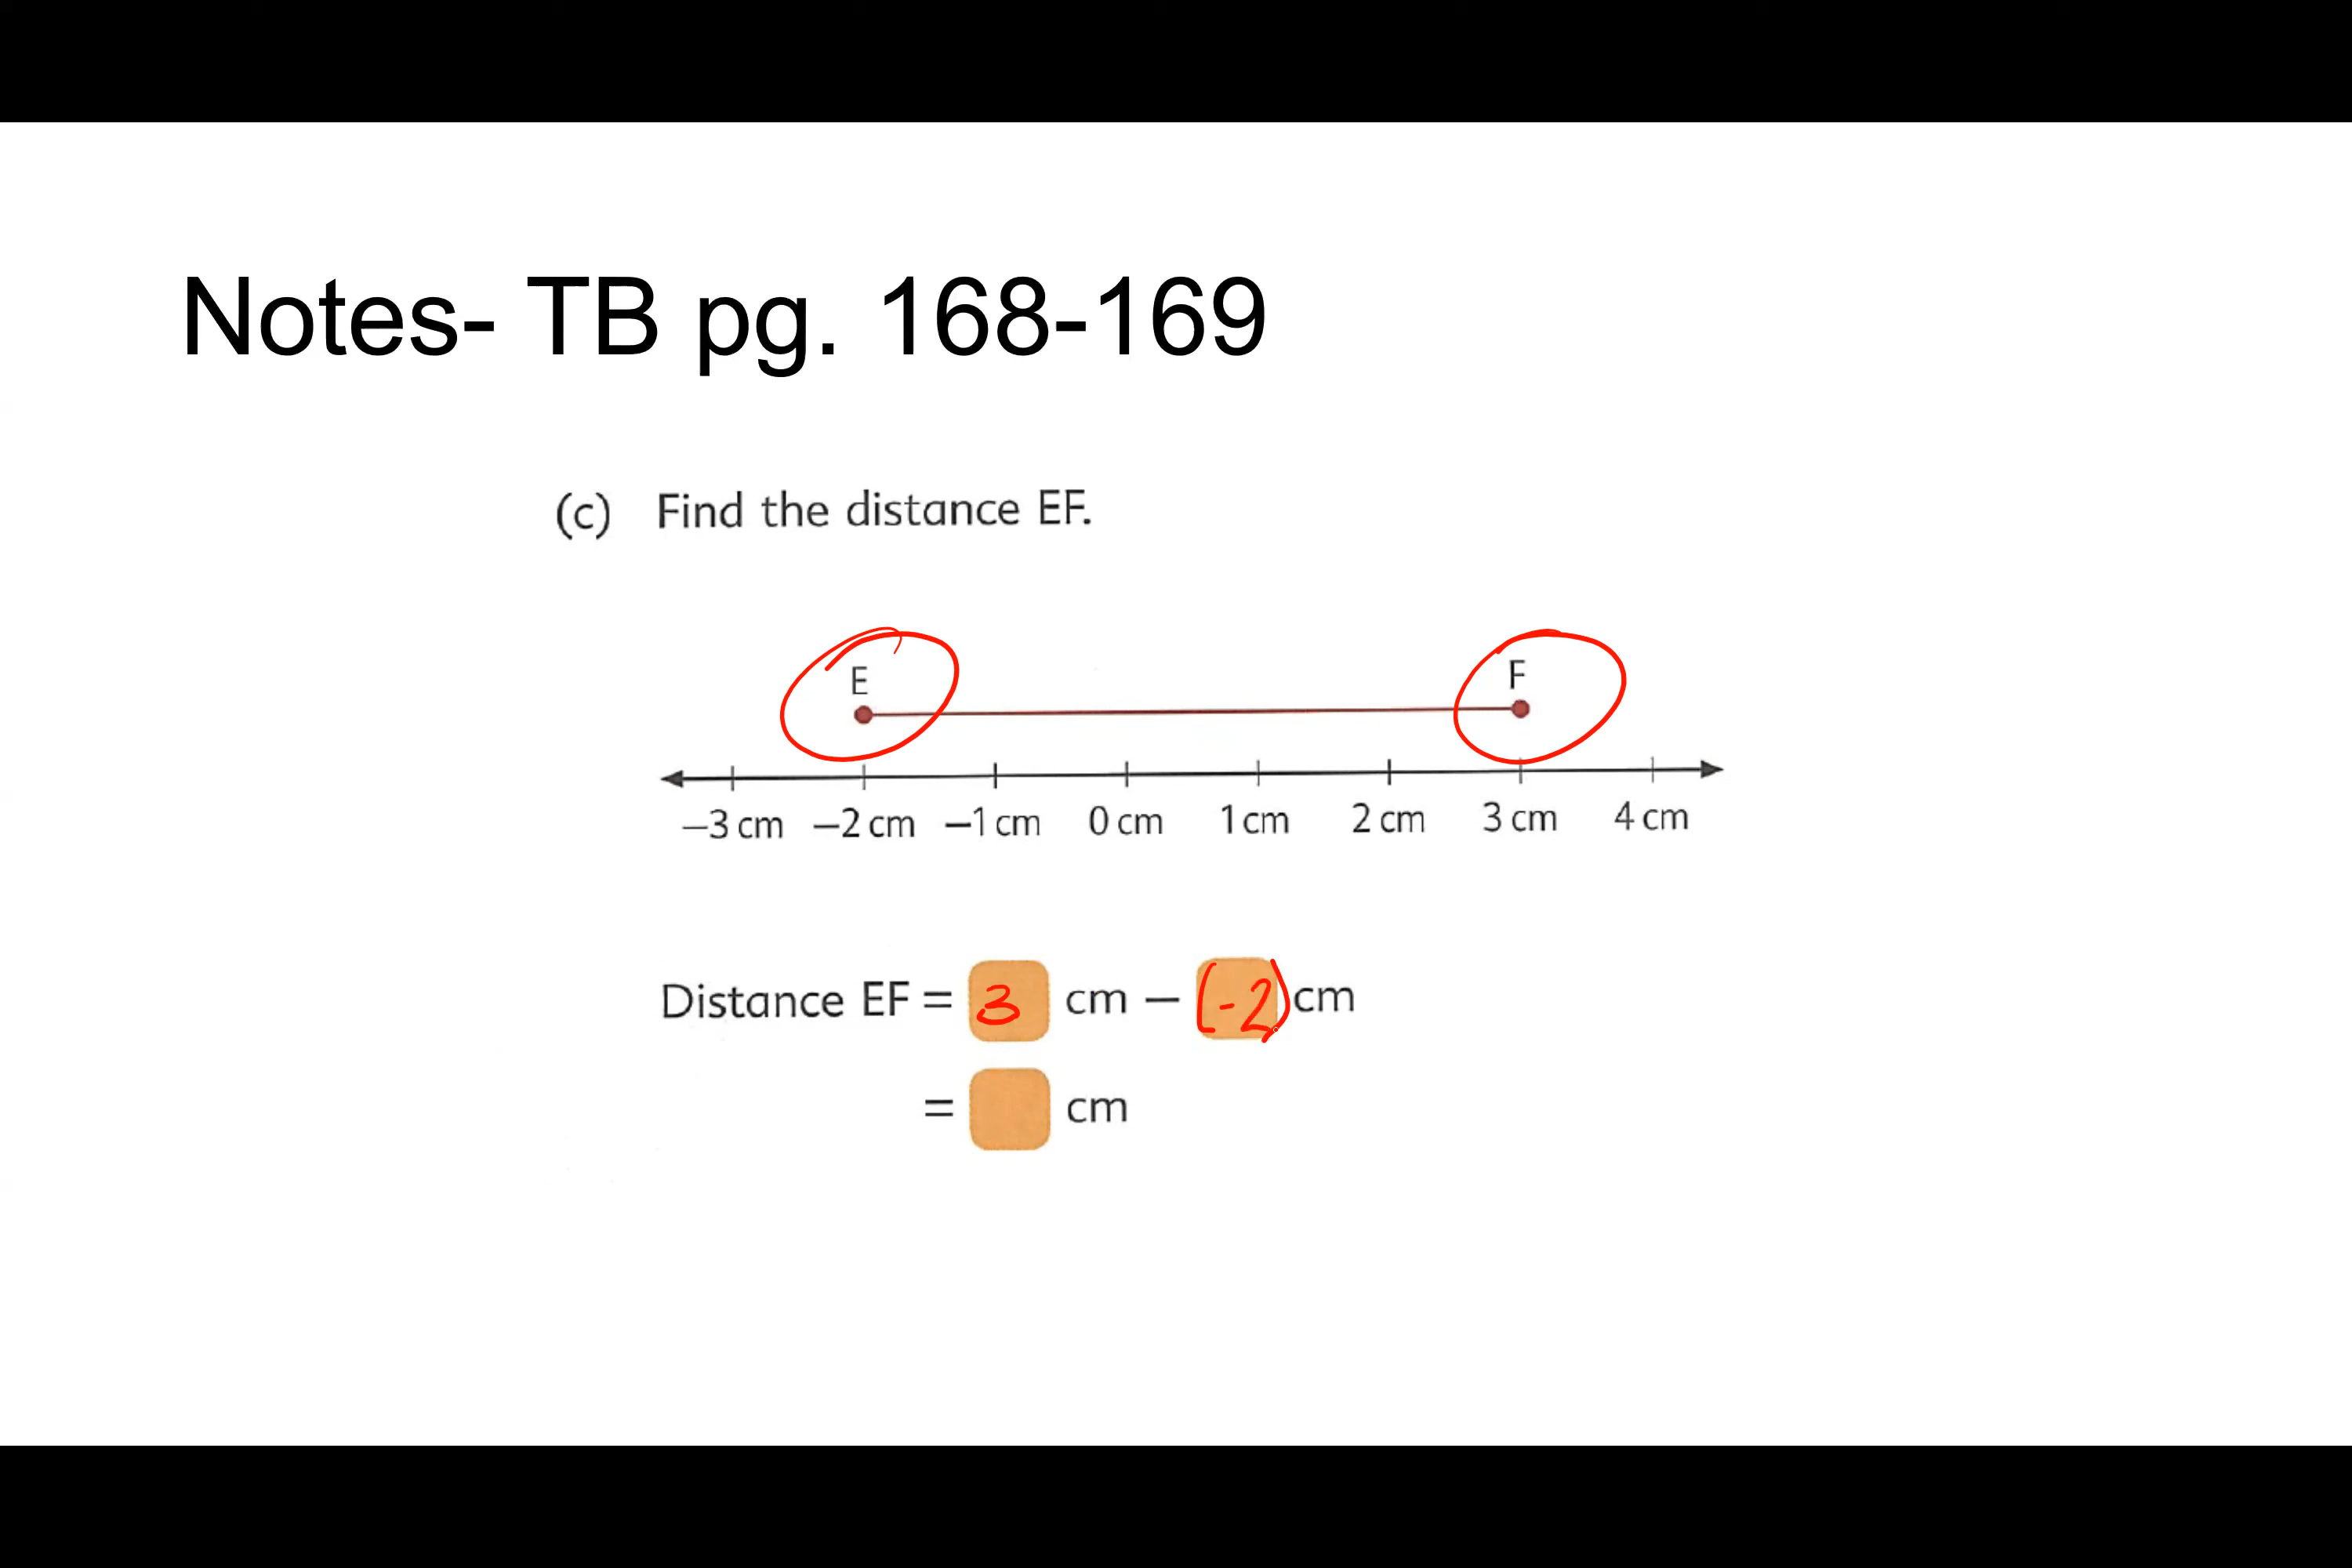 Notes- TB pg. 168-169
(c) Find the distance EF.
E F
–3 cm –2 cm –1 cm 0 cm 1 cm 2 cm 3 cm 4 cm
Distance EF = 3 cm – (-2) cm
= cm